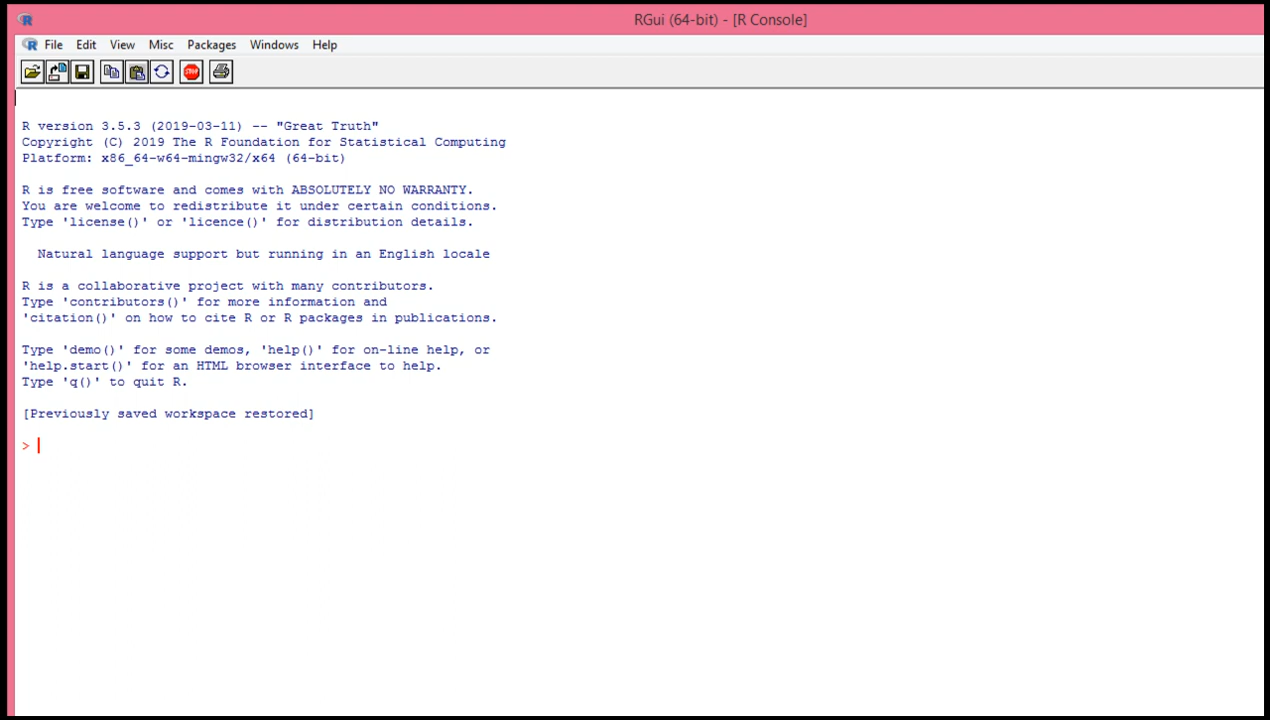 RGui (64-bit) - [R Console]
R File Edit View Misc Packages Windows Help
STOP
R version 3.5.3 (2019-03-11) -- "Great Truth"
Copyright (C) 2019 The R Foundation for Statistical Computing
Platform: x86_64-w64-mingw32/x64 (64-bit)
R is free software and comes with ABSOLUTELY NO WARRANTY.
You are welcome to redistribute it under certain conditions.
Type 'license()' or 'licence()' for distribution details.
Natural language support but running in an English locale
R is a collaborative project with many contributors.
Type 'contributors()' for more information and
'citation()' on how to cite R or R packages in publications.
Type 'demo()' for some demos, 'help()' for on-line help, or
'help.start()' for an HTML browser interface to help.
Type 'q()' to quit R.
[Previously saved workspace restored]
>